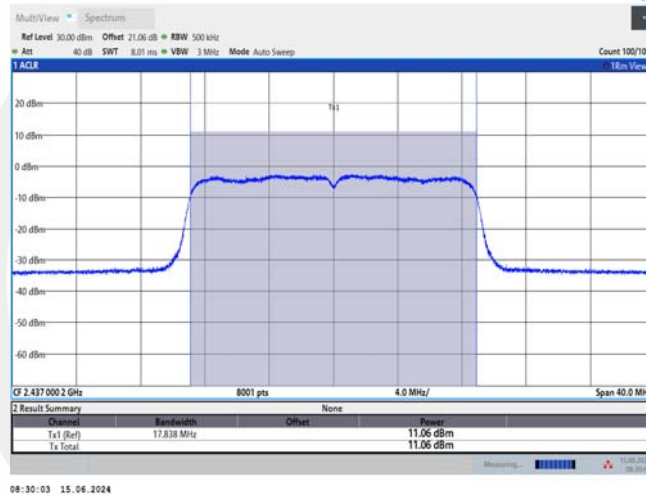 MultiView Spectrum
Ref Level 30.00 dBm Offset 21.06 dB RBW 500 kHz
Att 40 dB SWT 8.01 ms VBW 3 MHz Mode Auto Sweep Count 100/10
1 ACLR 1Rm View
Tx1
20 dBm
10 dBm
0 dBm
-10 dBm
-20 dBm
-30 dBm
-40 dBm
-50 dBm
-60 dBm
CF 2.437 000 2 GHz 8001 pts 4.0 MHz/ Span 40.0 MH
2 Result Summary None
Channel Bandwidth Offset Power
Tx1 (Ref) 17.838 MHz 11.06 dBm
Tx Total 11.06 dBm
Measuring...
08:30:03 15.06.2024